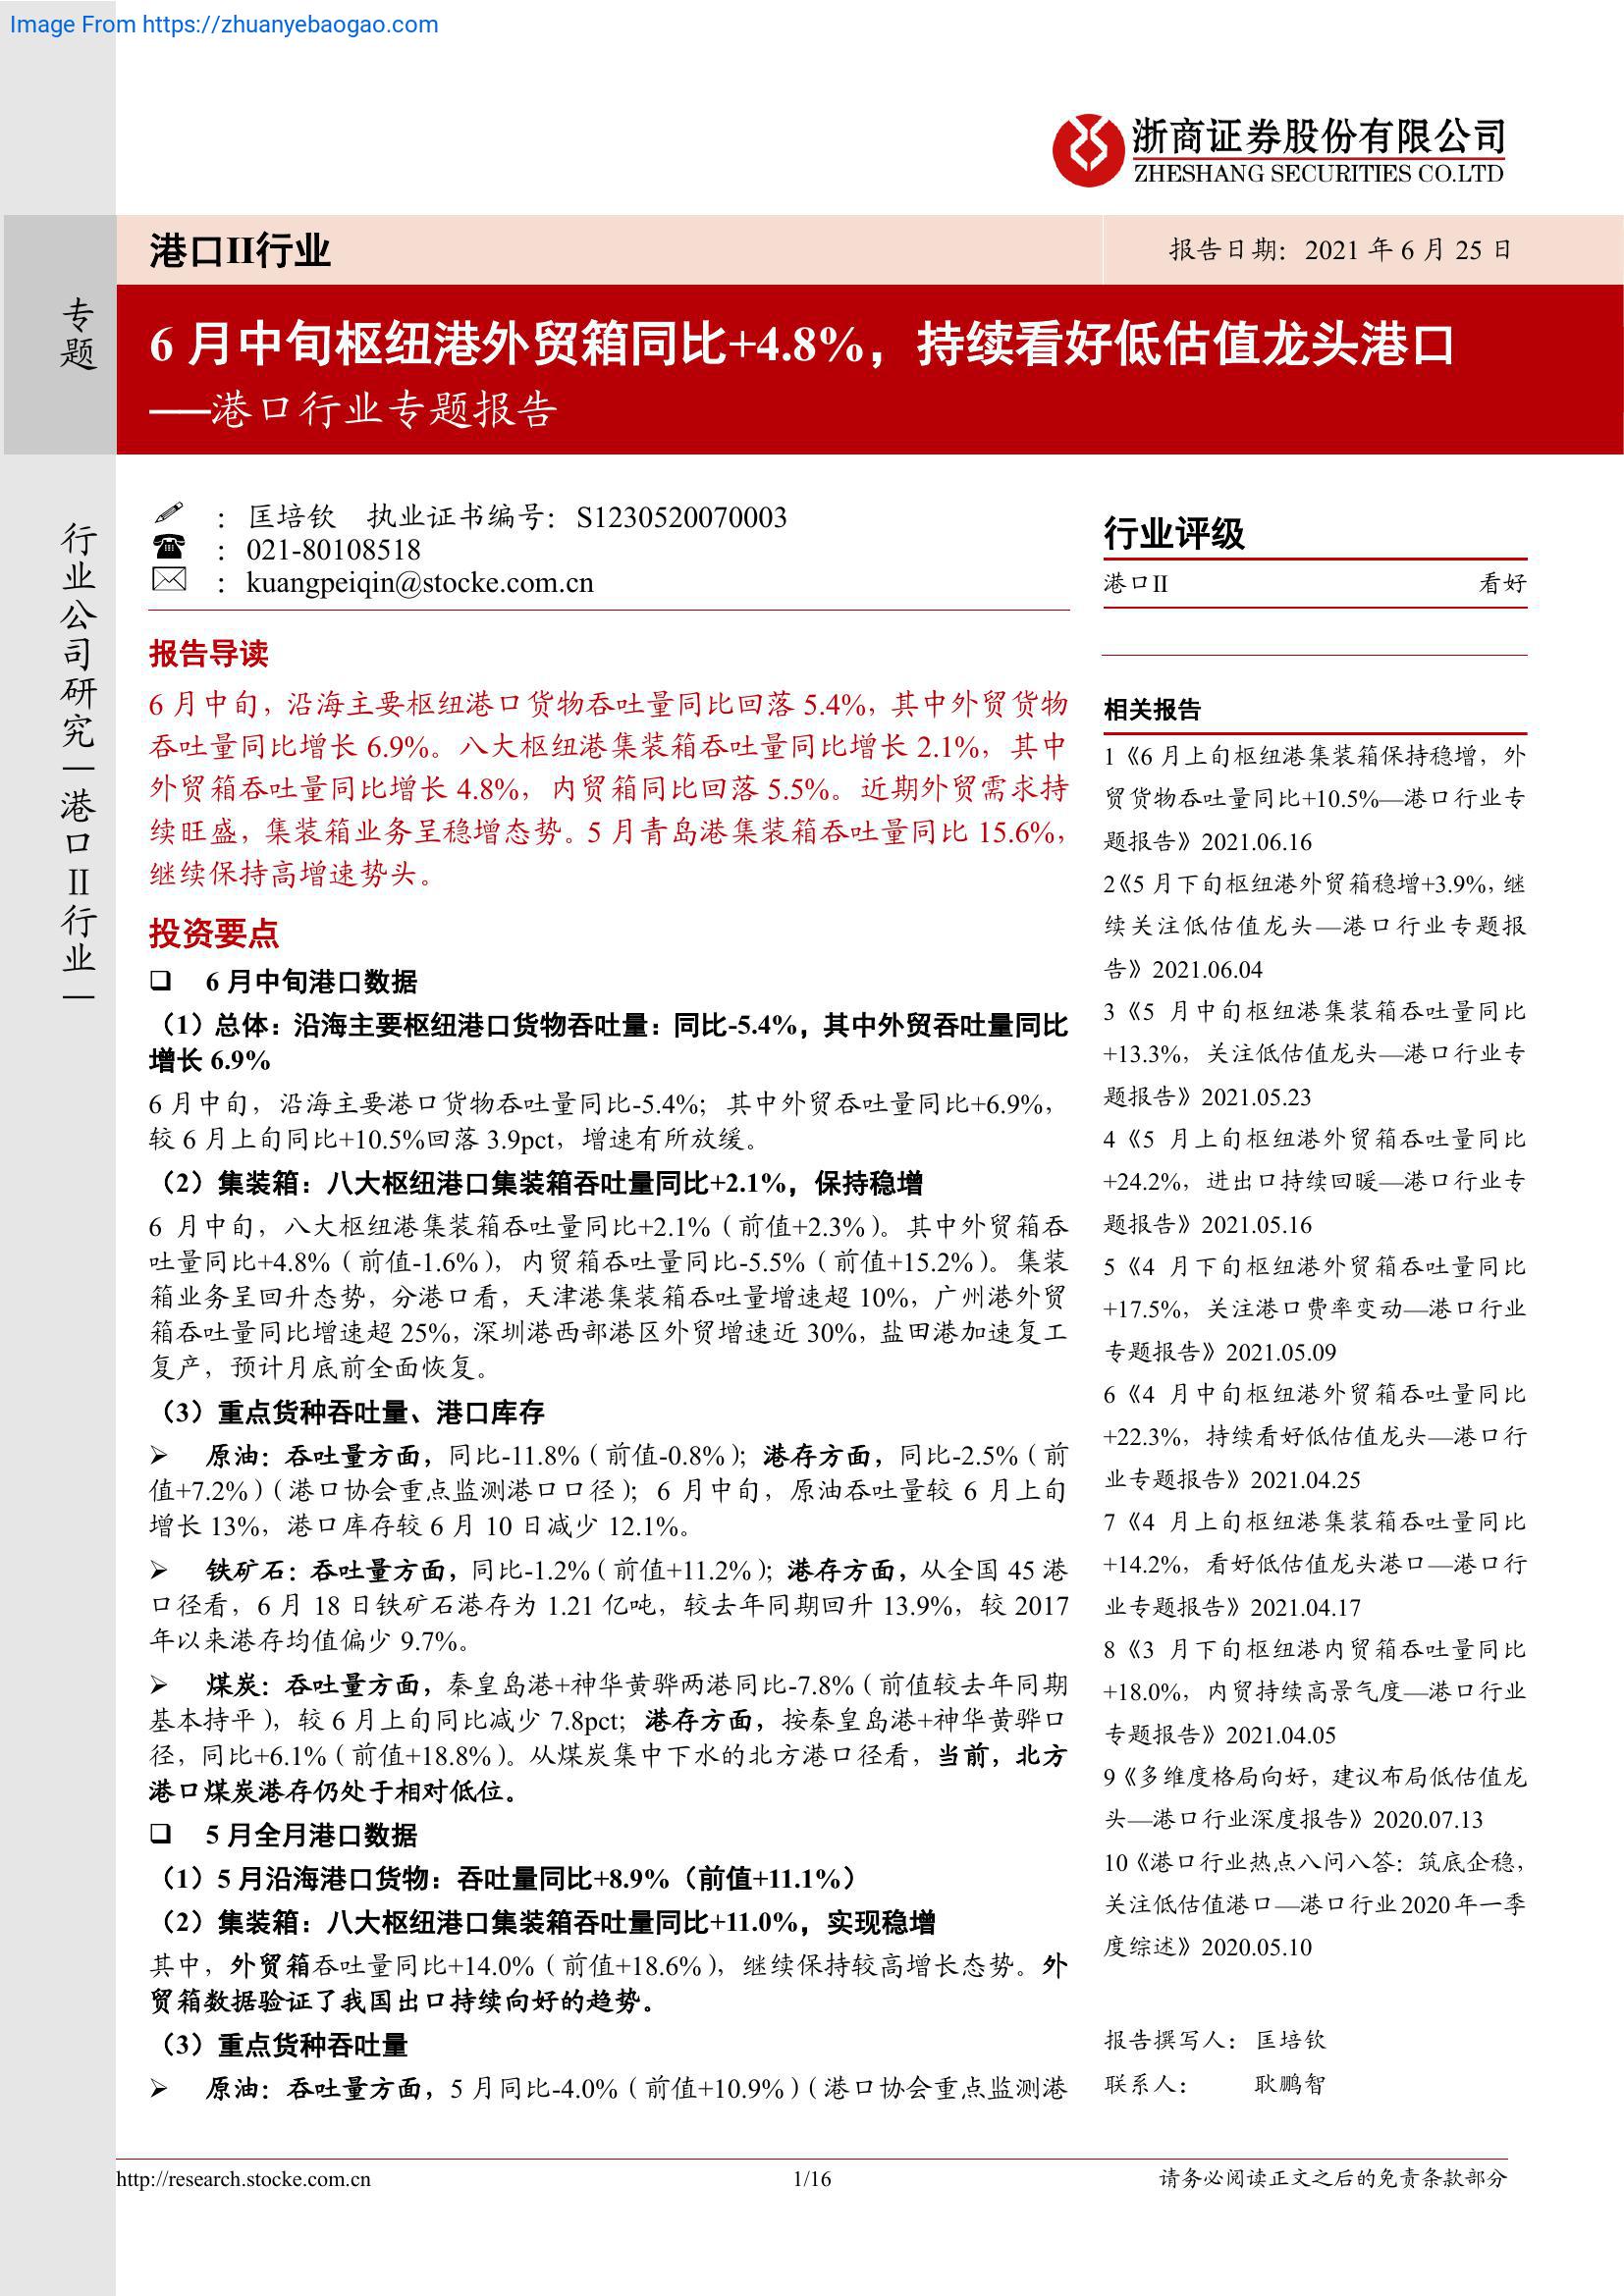 Image From https://zhuanyebaogao.com
浙商证券股份有限公司
ZHESHANG SECURITIES CO.LTD
港口II行业
报告日期：2021 年 6 月 25 日
专题
6 月中旬枢纽港外贸箱同比+4.8%，持续看好低估值龙头港口
——港口行业专题报告
行业公司研究｜港口II行业｜
：匡培钦 执业证书编号：S1230520070003
：021-80108518
：kuangpeiqin@stocke.com.cn
报告导读
6 月中旬，沿海主要枢纽港口货物吞吐量同比回落 5.4%，其中外贸货物
吞吐量同比增长 6.9%。八大枢纽港集装箱吞吐量同比增长 2.1%，其中
外贸箱吞吐量同比增长 4.8%，内贸箱同比回落 5.5%。近期外贸需求持
续旺盛，集装箱业务呈稳增态势。5 月青岛港集装箱吞吐量同比 15.6%，
继续保持高增速势头。
投资要点
❑ 6 月中旬港口数据
（1）总体：沿海主要枢纽港口货物吞吐量：同比-5.4%，其中外贸吞吐量同比
增长 6.9%
6 月中旬，沿海主要港口货物吞吐量同比-5.4%；其中外贸吞吐量同比+6.9%，
较 6 月上旬同比+10.5%回落 3.9pct，增速有所放缓。
（2）集装箱：八大枢纽港口集装箱吞吐量同比+2.1%，保持稳增
6 月中旬，八大枢纽港集装箱吞吐量同比+2.1%（前值+2.3%）。其中外贸箱吞
吐量同比+4.8%（前值-1.6%），内贸箱吞吐量同比-5.5%（前值+15.2%）。集装
箱业务呈回升态势，分港口看，天津港集装箱吞吐量增速超 10%，广州港外贸
箱吞吐量同比增速超 25%，深圳港西部港区外贸增速近 30%，盐田港加速复工
复产，预计月底前全面恢复。
（3）重点货种吞吐量、港口库存
➢ 原油：吞吐量方面，同比-11.8%（前值-0.8%）；港存方面，同比-2.5%（前
值+7.2%）（港口协会重点监测港口口径）；6 月中旬，原油吞吐量较 6 月上旬
增长 13%，港口库存较 6 月 10 日减少 12.1%。
➢ 铁矿石：吞吐量方面，同比-1.2%（前值+11.2%）；港存方面，从全国 45 港
口径看，6 月 18 日铁矿石港存为 1.21 亿吨，较去年同期回升 13.9%，较 2017
年以来港存均值偏少 9.7%。
➢ 煤炭：吞吐量方面，秦皇岛港+神华黄骅两港同比-7.8%（前值较去年同期
基本持平），较 6 月上旬同比减少 7.8pct；港存方面，按秦皇岛港+神华黄骅口
径，同比+6.1%（前值+18.8%）。从煤炭集中下水的北方港口径看，当前，北方
港口煤炭港存仍处于相对低位。
❑ 5 月全月港口数据
（1）5 月沿海港口货物：吞吐量同比+8.9%（前值+11.1%）
（2）集装箱：八大枢纽港口集装箱吞吐量同比+11.0%，实现稳增
其中，外贸箱吞吐量同比+14.0%（前值+18.6%），继续保持较高增长态势。外
贸箱数据验证了我国出口持续向好的趋势。
（3）重点货种吞吐量
➢ 原油：吞吐量方面，5 月同比-4.0%（前值+10.9%）（港口协会重点监测港
行业评级
港口II 看好
相关报告
1《6 月上旬枢纽港集装箱保持稳增，外
贸货物吞吐量同比+10.5%—港口行业专
题报告》2021.06.16
2《5 月下旬枢纽港外贸箱稳增+3.9%，继
续关注低估值龙头—港口行业专题报
告》2021.06.04
3《5 月中旬枢纽港集装箱吞吐量同比
+13.3%，关注低估值龙头—港口行业专
题报告》2021.05.23
4《5 月上旬枢纽港外贸箱吞吐量同比
+24.2%，进出口持续回暖—港口行业专
题报告》2021.05.16
5《4 月下旬枢纽港外贸箱吞吐量同比
+17.5%，关注港口费率变动—港口行业
专题报告》2021.05.09
6《4 月中旬枢纽港外贸箱吞吐量同比
+22.3%，持续看好低估值龙头—港口行
业专题报告》2021.04.25
7《4 月上旬枢纽港集装箱吞吐量同比
+14.2%，看好低估值龙头港口—港口行
业专题报告》2021.04.17
8《3 月下旬枢纽港内贸箱吞吐量同比
+18.0%，内贸持续高景气度—港口行业
专题报告》2021.04.05
9《多维度格局向好，建议布局低估值龙
头—港口行业深度报告》2020.07.13
10《港口行业热点八问八答：筑底企稳，
关注低估值港口—港口行业 2020 年一季
度综述》2020.05.10
报告撰写人：匡培钦
联系人： 耿鹏智
http://research.stocke.com.cn
1/16
请务必阅读正文之后的免责条款部分